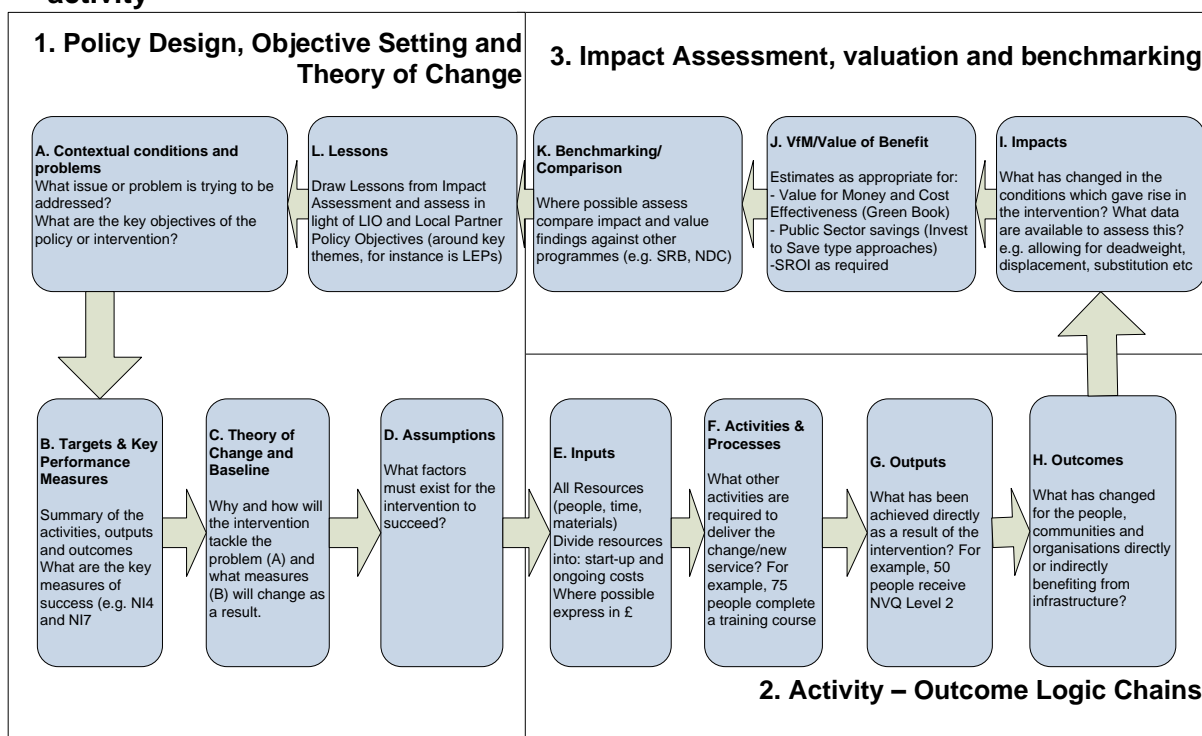 activity
1. Policy Design, Objective Setting and
Theory of Change
3. Impact Assessment, valuation and benchmarking
A. Contextual conditions and
problems
What issue or problem is trying to be
addressed?
What are the key objectives of the
policy or intervention?
L. Lessons
Draw Lessons from Impact
Assessment and assess in
light of LIO and Local Partner
Policy Objectives (around key
themes, for instance is LEPs)
K. Benchmarking/
Comparison
Where possible assess
compare impact and value
findings against other
programmes (e.g. SRB, NDC)
J. VfM/Value of Benefit
Estimates as appropriate for:
- Value for Money and Cost
Effectiveness (Green Book)
- Public Sector savings (Invest
to Save type approaches)
-SROI as required
I. Impacts
What has changed in the
conditions which gave rise in
the intervention? What data
are available to assess this?
e.g. allowing for deadweight,
displacement, substitution etc
B. Targets & Key
Performance
Measures
Summary of the
activities, outputs
and outcomes
What are the key
measures of
success (e.g. NI4
and NI7
C. Theory of
Change and
Baseline
Why and how will
the intervention
tackle the
problem (A) and
what measures
(B) will change as
a result.
D. Assumptions
What factors
must exist for the
intervention to
succeed?
E. Inputs
All Resources
(people, time,
materials)
Divide resources
into: start-up and
ongoing costs
Where possible
express in £
F. Activities &
Processes
What other
activities are
required to
deliver the
change/new
service? For
example, 75
people complete
a training course
G. Outputs
What has been
achieved directly
as a result of the
intervention? For
example, 50
people receive
NVQ Level 2
H. Outcomes
What has changed
for the people,
communities and
organisations directly
or indirectly
benefiting from
infrastructure?
2. Activity – Outcome Logic Chains